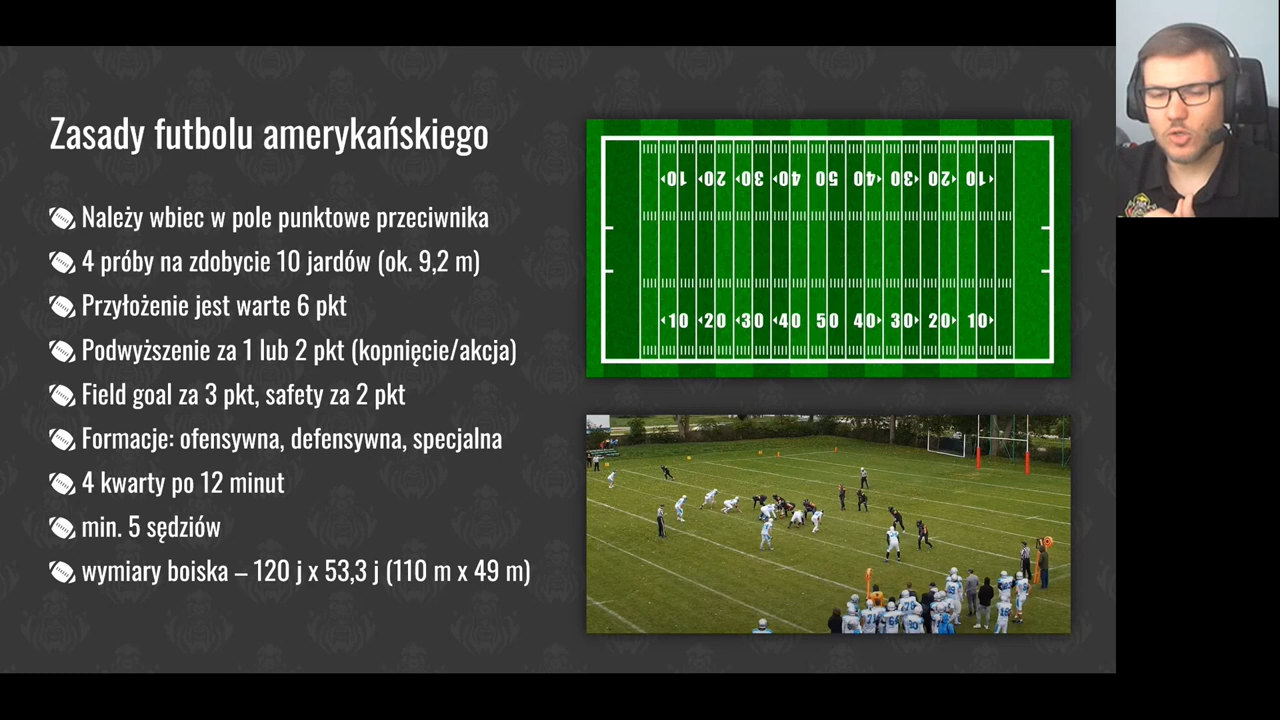 Zasady futbolu amerykańskiego
Należy wbiec w pole punktowe przeciwnika
4 próby na zdobycie 10 jardów (ok. 9,2 m)
Przyłożenie jest warte 6 pkt
Podwyższenie za 1 lub 2 pkt (kopnięcie/akcja)
Field goal za 3 pkt, safety za 2 pkt
Formacje: ofensywna, defensywna, specjalna
4 kwarty po 12 minut
min. 5 sędziów
wymiary boiska – 120 j x 53,3 j (110 m x 49 m)
10 20 30 40 50 40 30 20 10
10 20 30 40 50 40 30 20 10